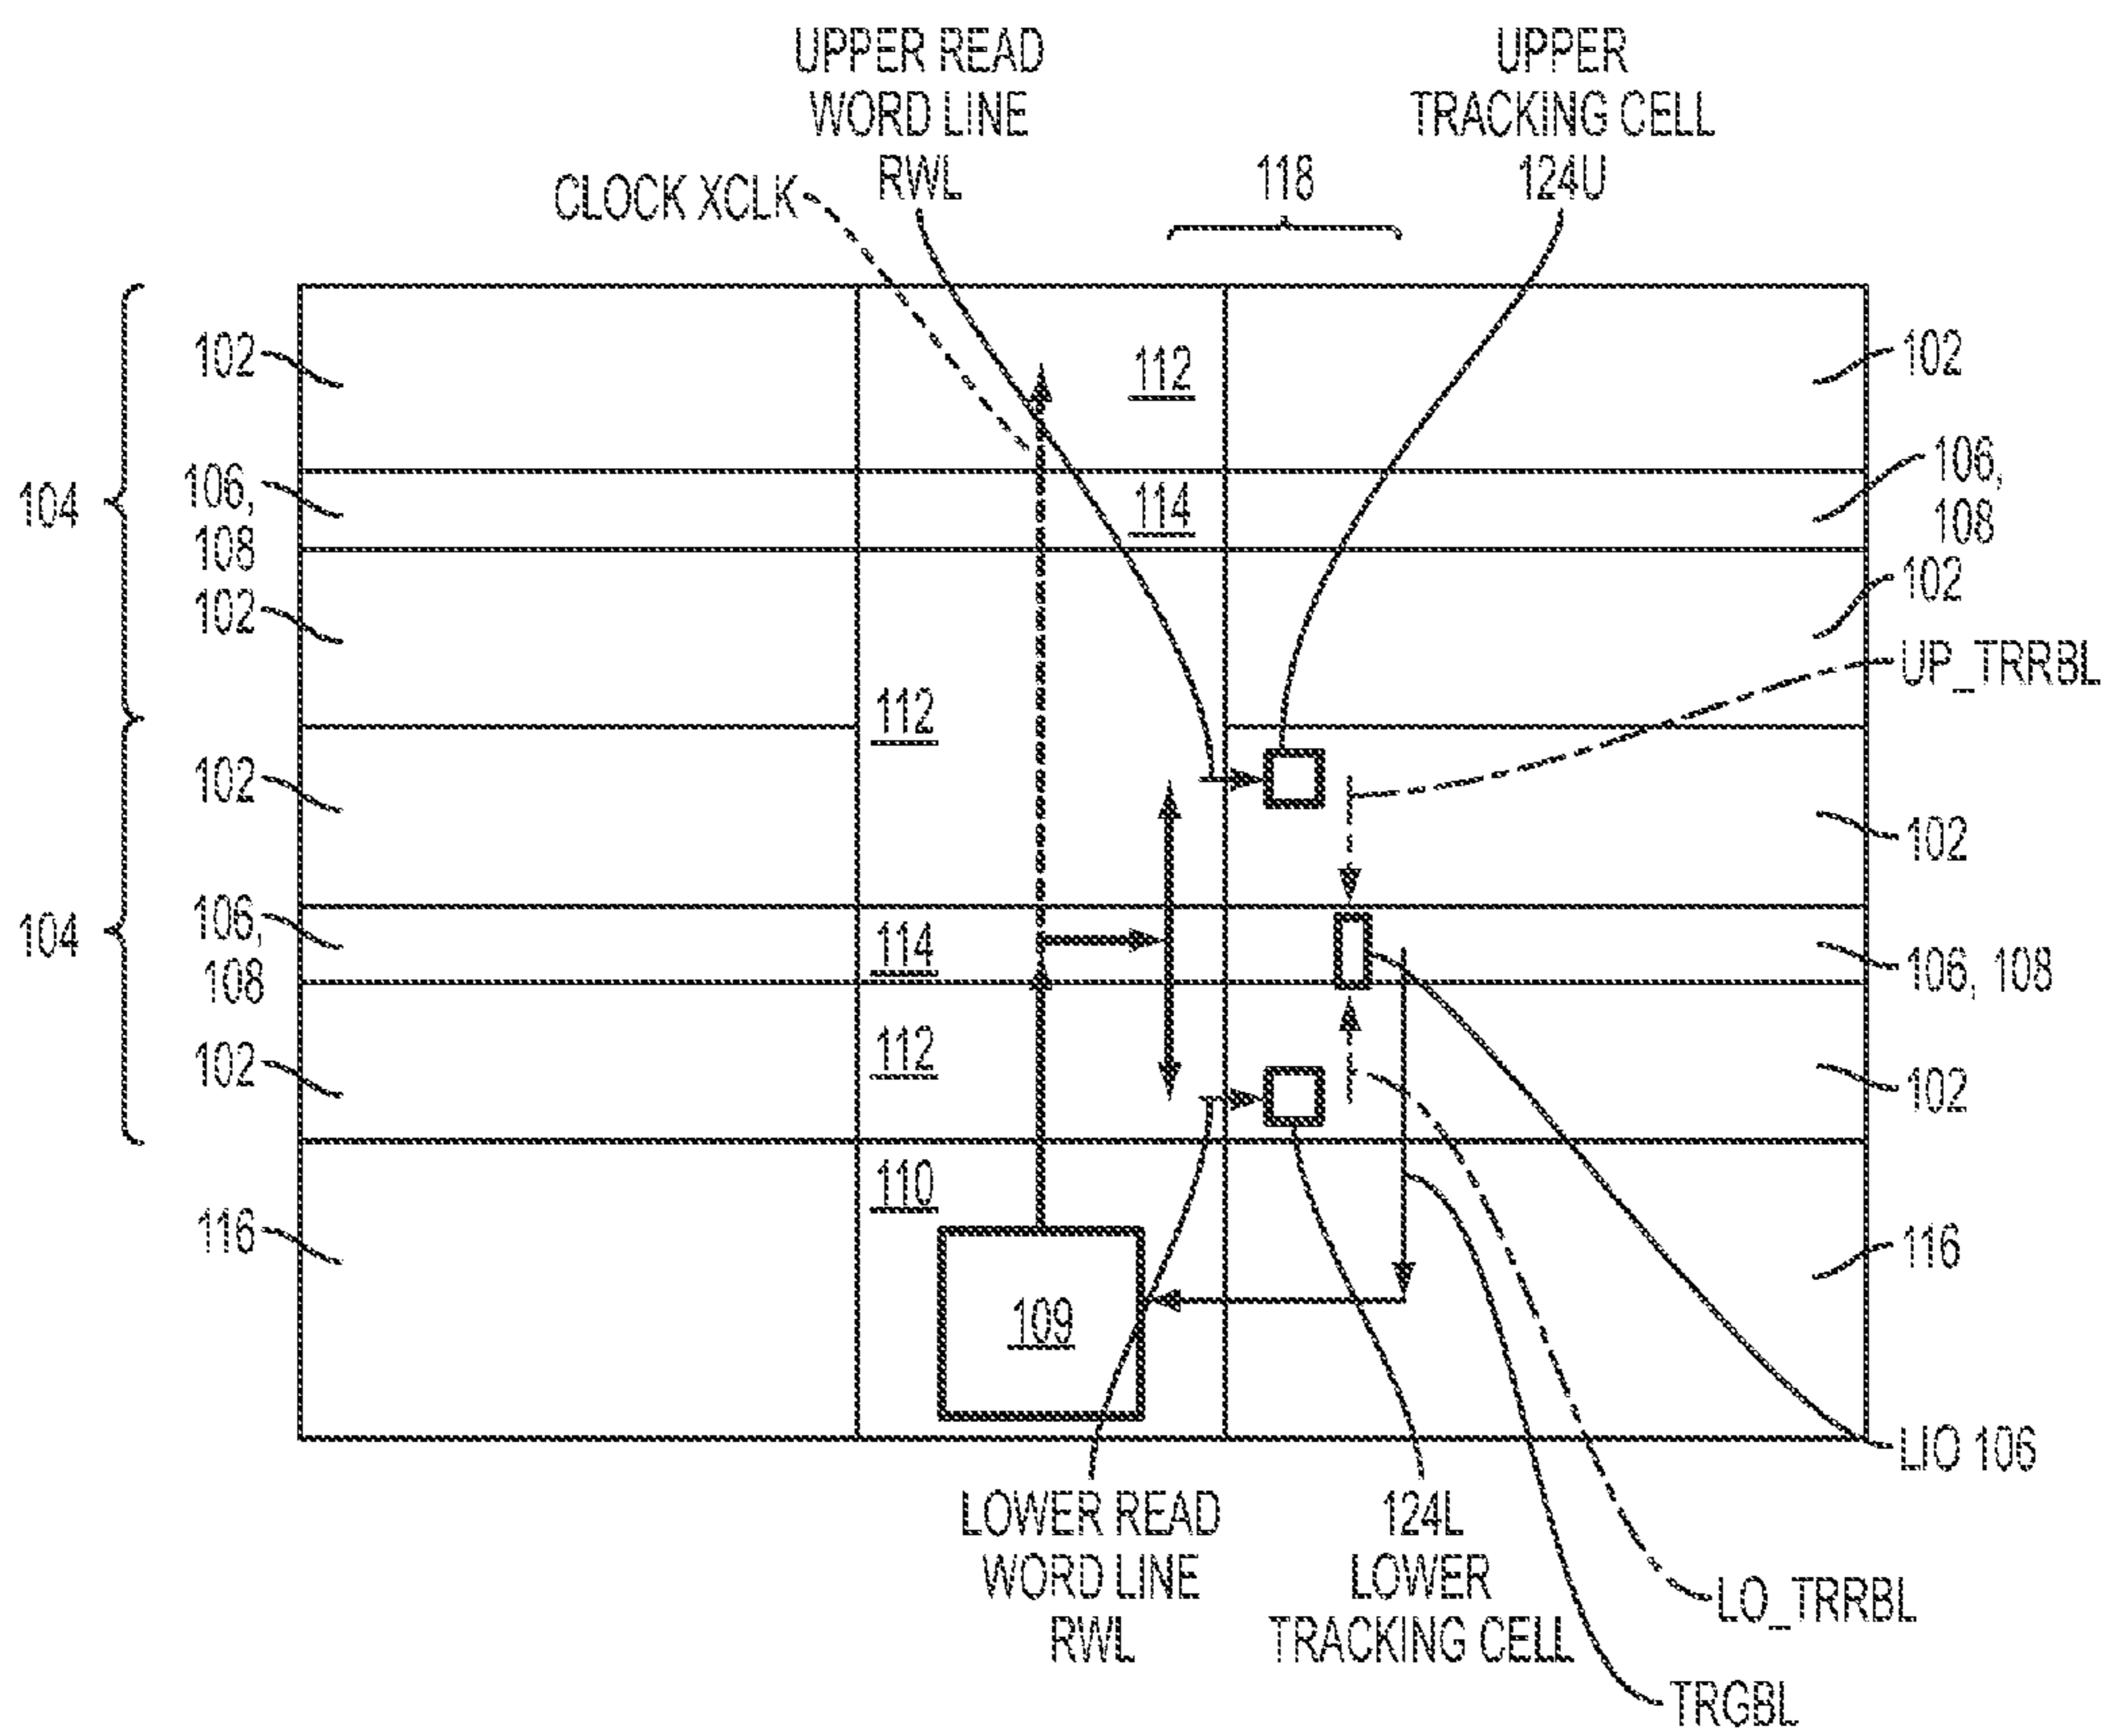 UPPER READ
WORD LINE
RWL
UPPER
TRACKING CELL
124U
118
CLOCK XCLK
104
104
102
106,
108
102
102
106,
108
102
116
112
114
112
114
112
110
109
102
106,
108
102
UP_TRRBL
102
106, 108
102
116
LIO 106
LOWER READ
WORD LINE
RWL
124L
LOWER
TRACKING CELL
LO_TRRBL
TRGBL